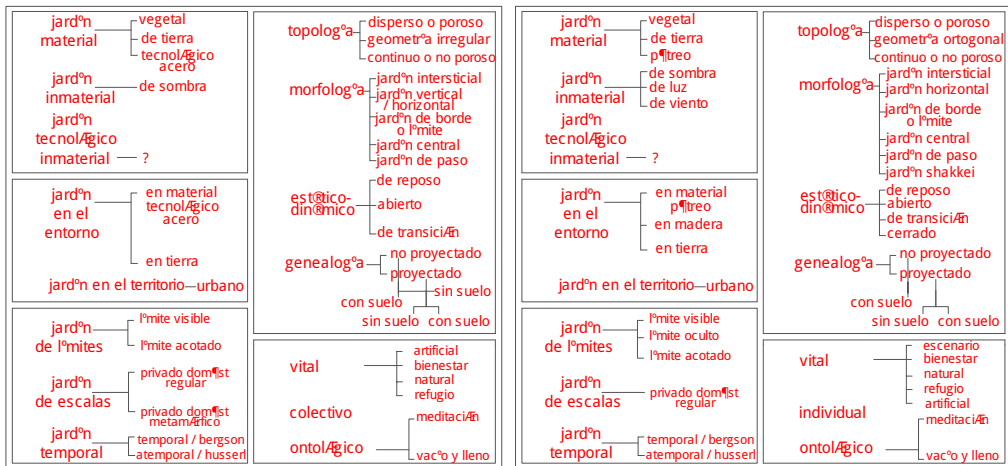 jardºn
material
vegetal
de tierra
tecnolÆgico
acero
jardºn
inmaterial
de sombra
jardºn
tecnolÆgico
inmaterial
?
jardºn
en el
entorno
en material
tecnolÆgico
acero
en tierra
jardºn en el territorio
urbano
jardºn
de lºmites
lºmite visible
lºmite acotado
jardºn
de escalas
privado dom¶st
regular
privado dom¶st
metamÆrfico
jardºn
temporal
temporal / bergson
atemporal / husserl
topologºa
disperso o poroso
geometrºa irregular
continuo o no poroso
morfologºa
jardºn intersticial
jardºn vertical
/ horizontal
jardºn de borde
o lºmite
jardºn central
jardºn de paso
est®tico-
din®mico
de reposo
abierto
de transiciÆn
genealogºa
no proyectado
proyectado
sin suelo
con suelo
sin suelo
con suelo
vital
artificial
bienestar
natural
refugio
colectivo
ontolÆgico
meditaciÆn
vacºo y lleno
jardºn
material
vegetal
de tierra
p¶treo
jardºn
inmaterial
de sombra
de luz
de viento
jardºn
tecnolÆgico
inmaterial
?
jardºn
en el
entorno
en material
p¶treo
en madera
en tierra
jardºn en el territorio
urbano
jardºn
de lºmites
lºmite visible
lºmite oculto
lºmite acotado
jardºn
de escalas
privado dom¶st
regular
jardºn
temporal
temporal / bergson
atemporal / husserl
topologºa
disperso o poroso
geometrºa ortogonal
continuo o no poroso
morfologºa
jardºn intersticial
jardºn horizontal
jardºn de borde
o lºmite
jardºn central
jardºn de paso
jardºn shakkei
est®tico-
din®mico
de reposo
abierto
de transiciÆn
cerrado
genealogºa
no proyectado
proyectado
con suelo
sin suelo
con suelo
vital
escenario
bienestar
natural
refugio
artificial
individual
ontolÆgico
meditaciÆn
vacºo y lleno